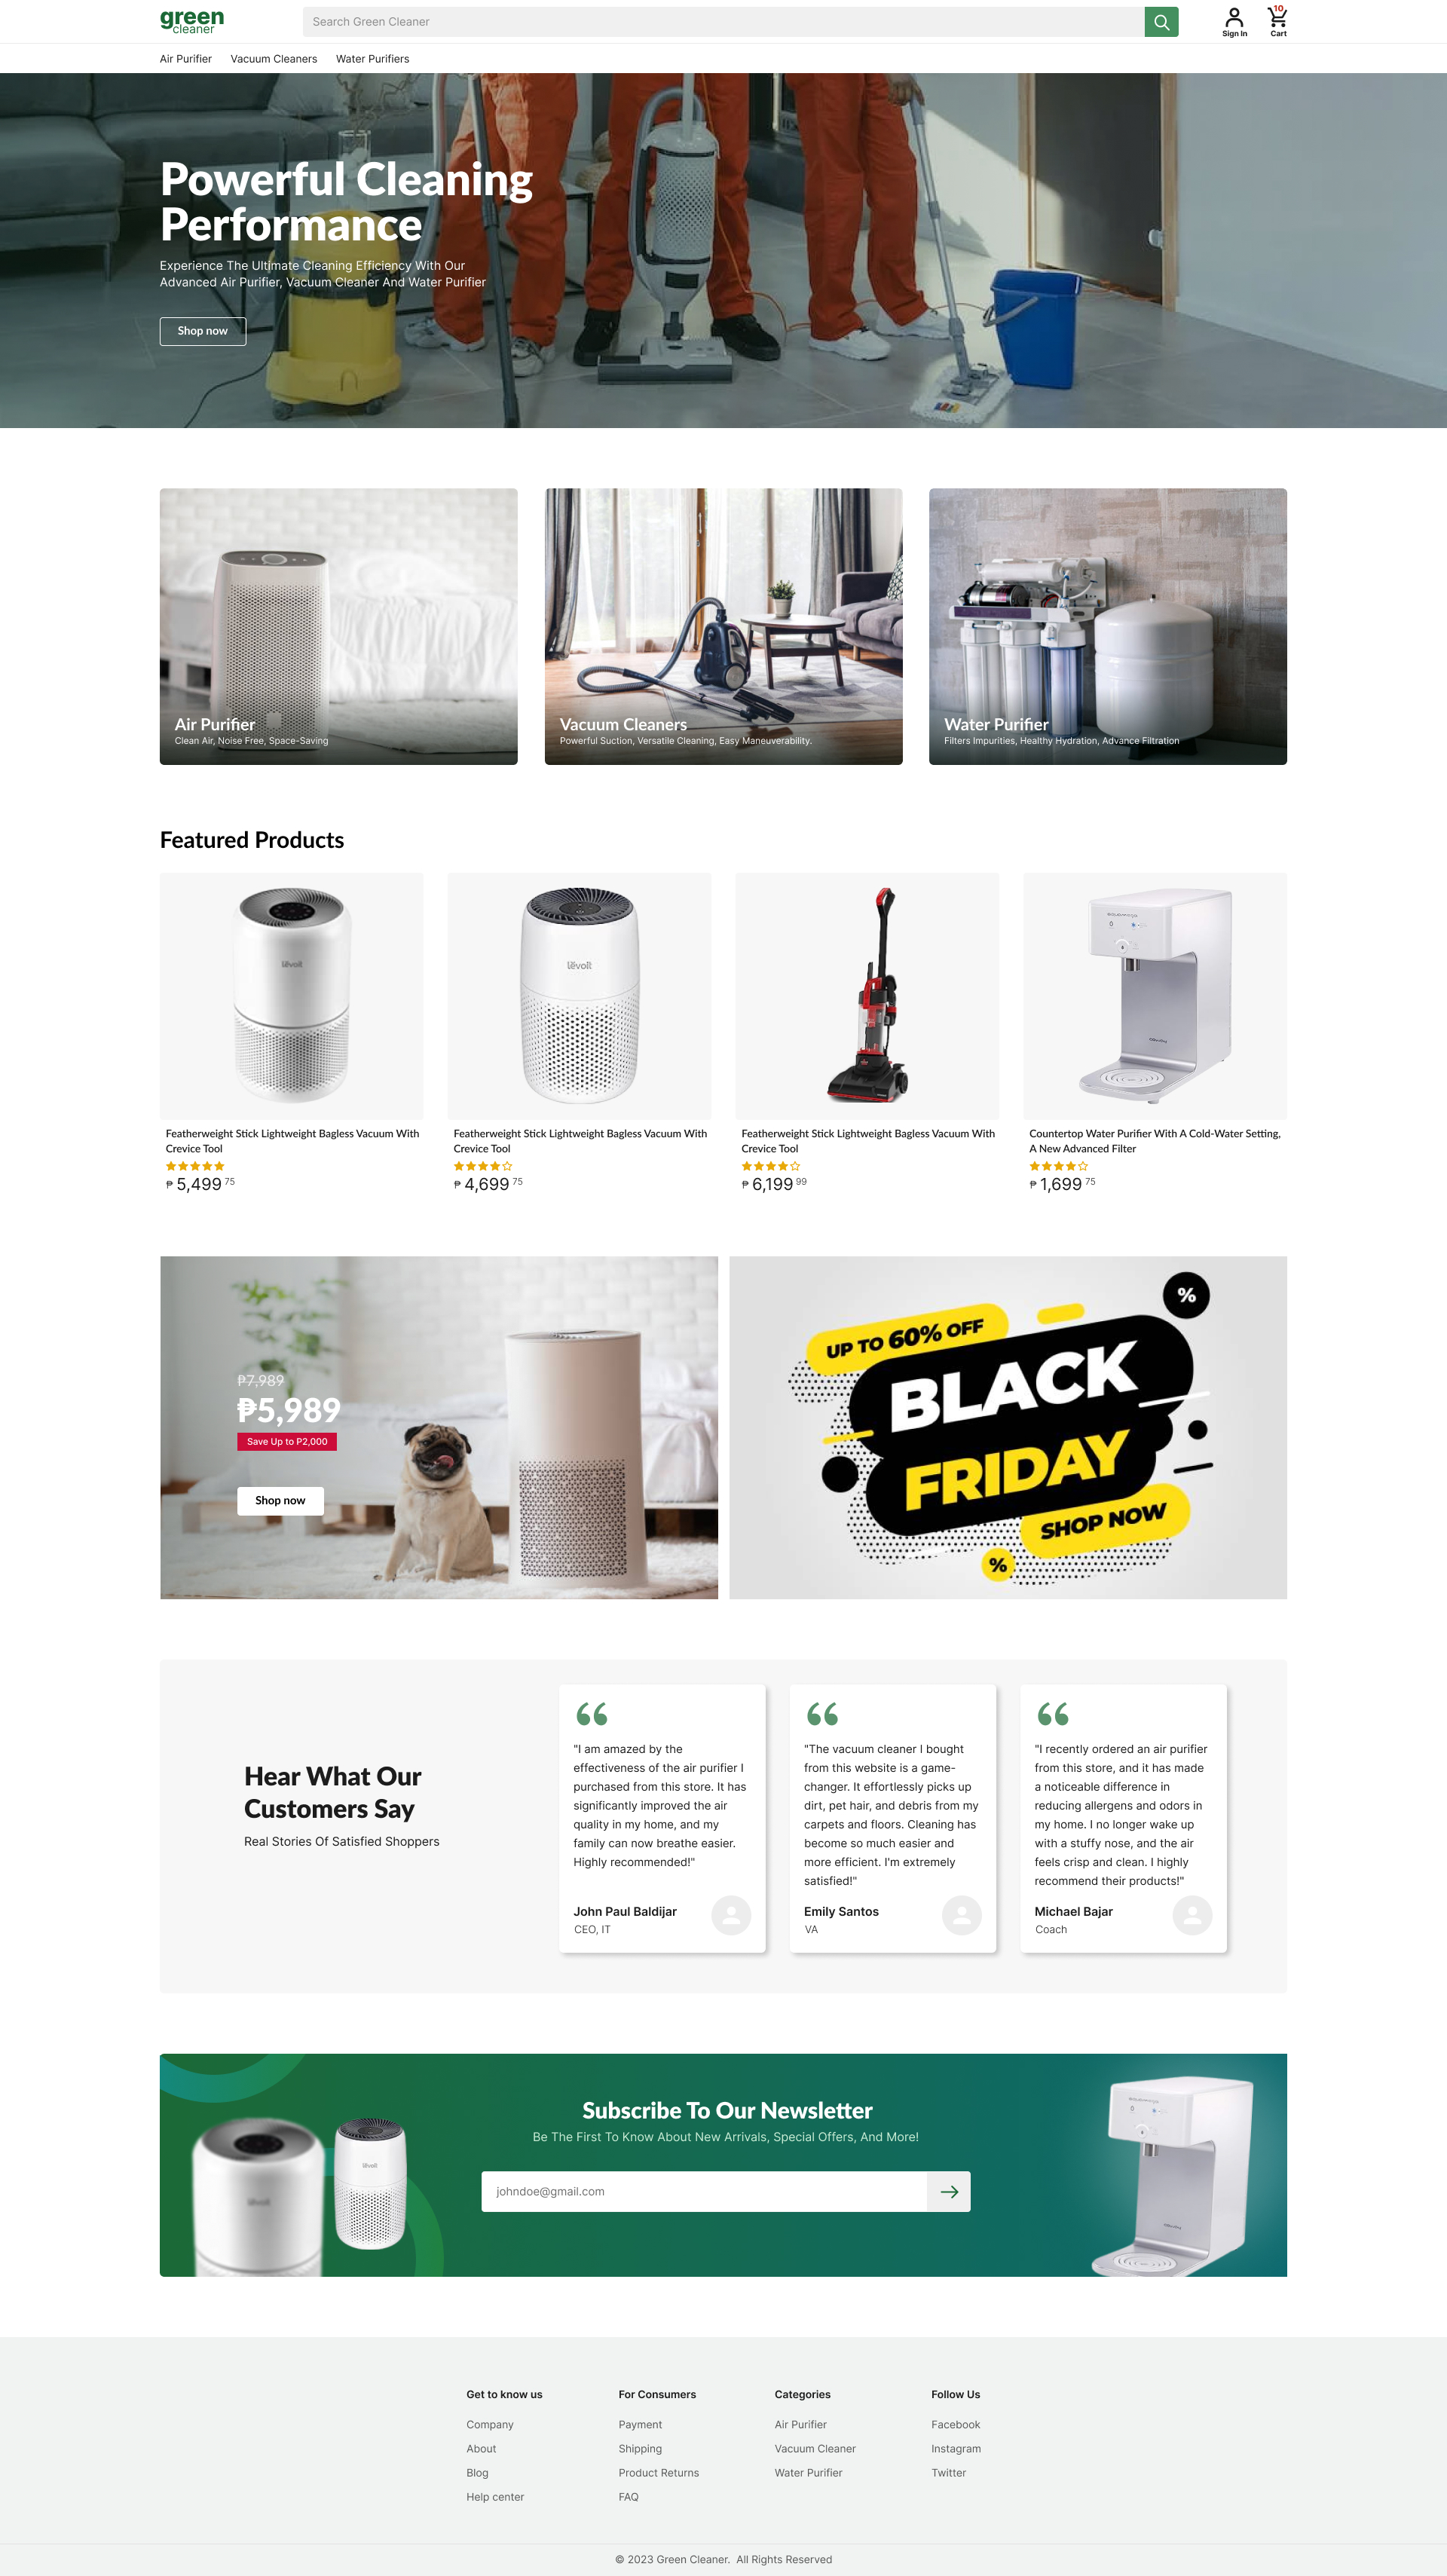 green
cleaner
Search Green Cleaner
10
Sign In
Cart
Air Purifier
Vacuum Cleaners
Water Purifiers
Powerful Cleaning
Performance
Experience The Ultimate Cleaning Efficiency With Our
Advanced Air Purifier, Vacuum Cleaner And Water Purifier
Shop now
Air Purifier
Clean Air, Noise Free, Space-Saving
Vacuum Cleaners
Powerful Suction, Versatile Cleaning, Easy Maneuverability.
Water Purifier
Filters Impurities, Healthy Hydration, Advance Filtration
Featured Products
levoit
levoit
Featherweight Stick Lightweight Bagless Vacuum With
Crevice Tool
₱ 5,499 75
Featherweight Stick Lightweight Bagless Vacuum With
Crevice Tool
₱ 4,699 75
Featherweight Stick Lightweight Bagless Vacuum With
Crevice Tool
₱ 6,199 99
Countertop Water Purifier With A Cold-Water Setting,
A New Advanced Filter
₱ 1,699 75
₱7,989
₱5,989
Save Up to P2,000
Shop now
%
UP TO 60% OFF
BLACK
FRIDAY
SHOP NOW
%
Hear What Our
Customers Say
Real Stories Of Satisfied Shoppers
"I am amazed by the
effectiveness of the air purifier I
purchased from this store. It has
significantly improved the air
quality in my home, and my
family can now breathe easier.
Highly recommended!"
John Paul Baldijar
CEO, IT
"The vacuum cleaner I bought
from this website is a game-
changer. It effortlessly picks up
dirt, pet hair, and debris from my
carpets and floors. Cleaning has
become so much easier and
more efficient. I'm extremely
satisfied!"
Emily Santos
VA
"I recently ordered an air purifier
from this store, and it has made
a noticeable difference in
reducing allergens and odors in
my home. I no longer wake up
with a stuffy nose, and the air
feels crisp and clean. I highly
recommend their products!"
Michael Bajar
Coach
Subscribe To Our Newsletter
Be The First To Know About New Arrivals, Special Offers, And More!
levoit
levoit
johndoe@gmail.com
Get to know us
Company
About
Blog
Help center
For Consumers
Payment
Shipping
Product Returns
FAQ
Categories
Air Purifier
Vacuum Cleaner
Water Purifier
Follow Us
Facebook
Instagram
Twitter
© 2023 Green Cleaner. All Rights Reserved